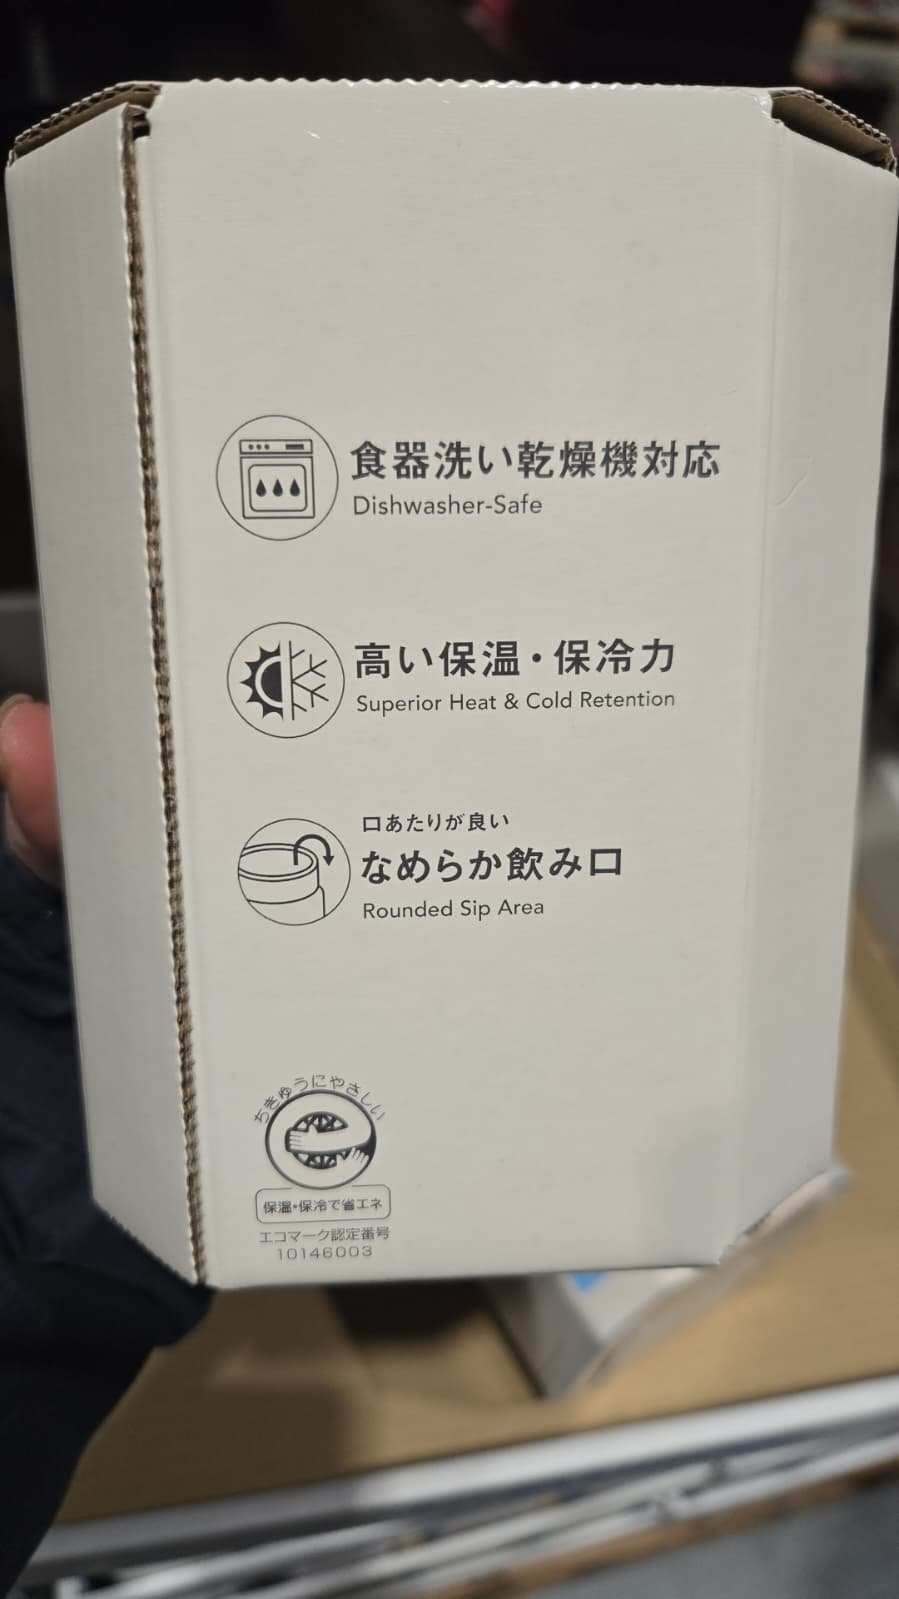 食器洗い乾燥機対応
Dishwasher-Safe
高い保温・保冷力
Superior Heat & Cold Retention
口あたりが良い
なめらか飲み口
Rounded Sip Area
ちきゅうにやさしい
保温・保冷で省エネ
エコマーク認定番号
10146003